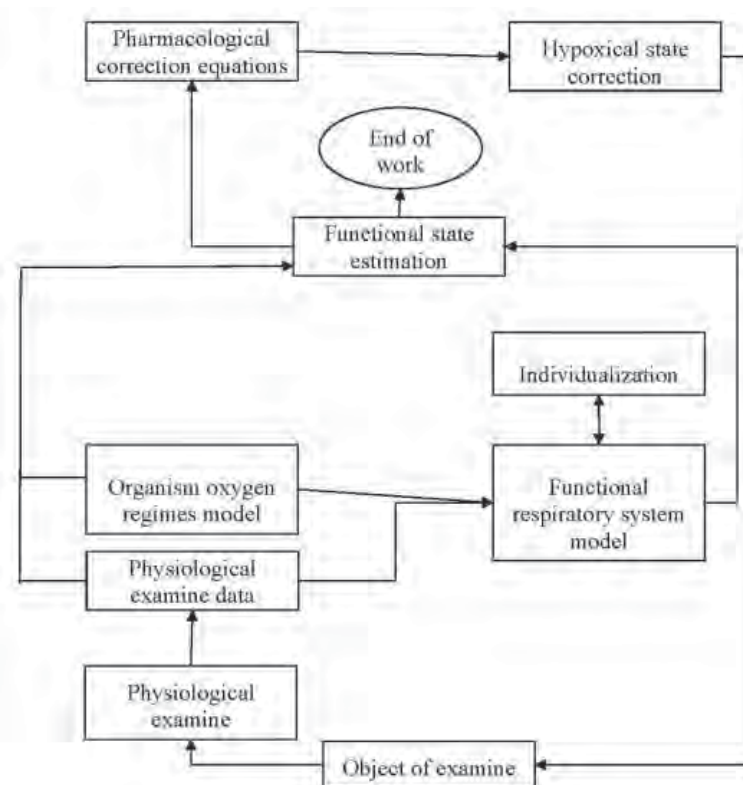 Pharmacological
correction equations
Hypoxical state
correction
End of
work
Functional state
estimation
Individualization
Organism oxygen
regimes model
Functional
respiratory system
model
Physiological
examine data
Physiological
examine
Object of examine